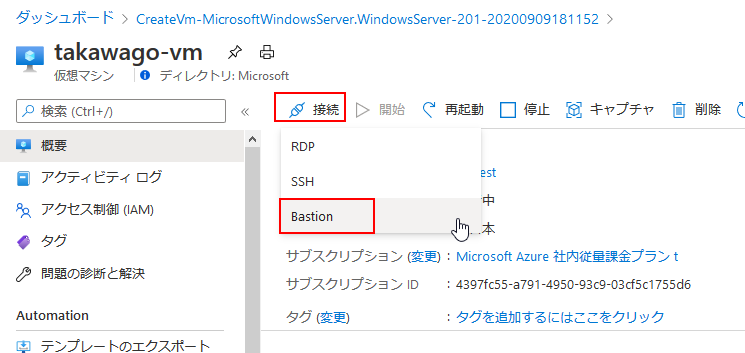 ダッシュボード > CreateVm-MicrosoftWindowsServer.WindowsServer-201-20200909181152 >
takawago-vm
仮想マシン | ディレクトリ: Microsoft
検索 (Ctrl+/)
«
接続
開始
再起動
停止
キャプチャ
削除
概要
アクティビティ ログ
アクセス制御 (IAM)
タグ
問題の診断と解決
Automation
テンプレートのエクスポート
RDP
SSH
Bastion
est
中
本
サブスクリプション (変更) : Microsoft Azure 社内従量課金プラン t
サブスクリプション ID : 4397fc55-a791-4950-93c9-03cf5c1755d6
タグ (変更) : タグを追加するにはここをクリック